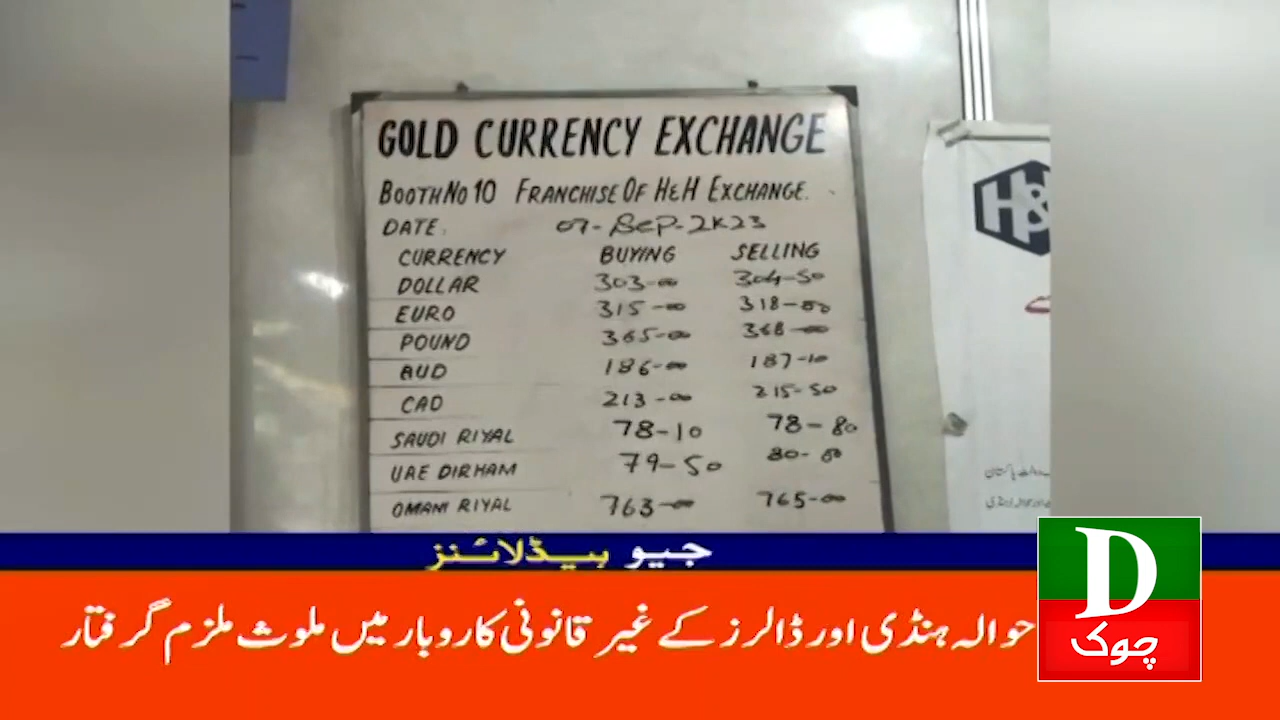 GOLD CURRENCY EXCHANGE
BOOTH NO 10 FRANCHISE OF H&H EXCHANGE.
DATE: 07-SEP-2K23
CURRENCY BUYING SELLING
DOLLAR 303-00 304-50
EURO 315-00 318-00
POUND 365-00 368-00
AUD 186-00 187-10
CAD 213-00 215-50
SAUDI RIYAL 78-10 78-80
UAE DIRHAM 79-50 80-50
OMANI RIYAL 763-00 765-00
H&
جیو ہیڈلائنز
حوالہ ہنڈی اور ڈالرز کے غیر قانونی کاروبار میں ملوث ملزم گرفتار
D
چوک